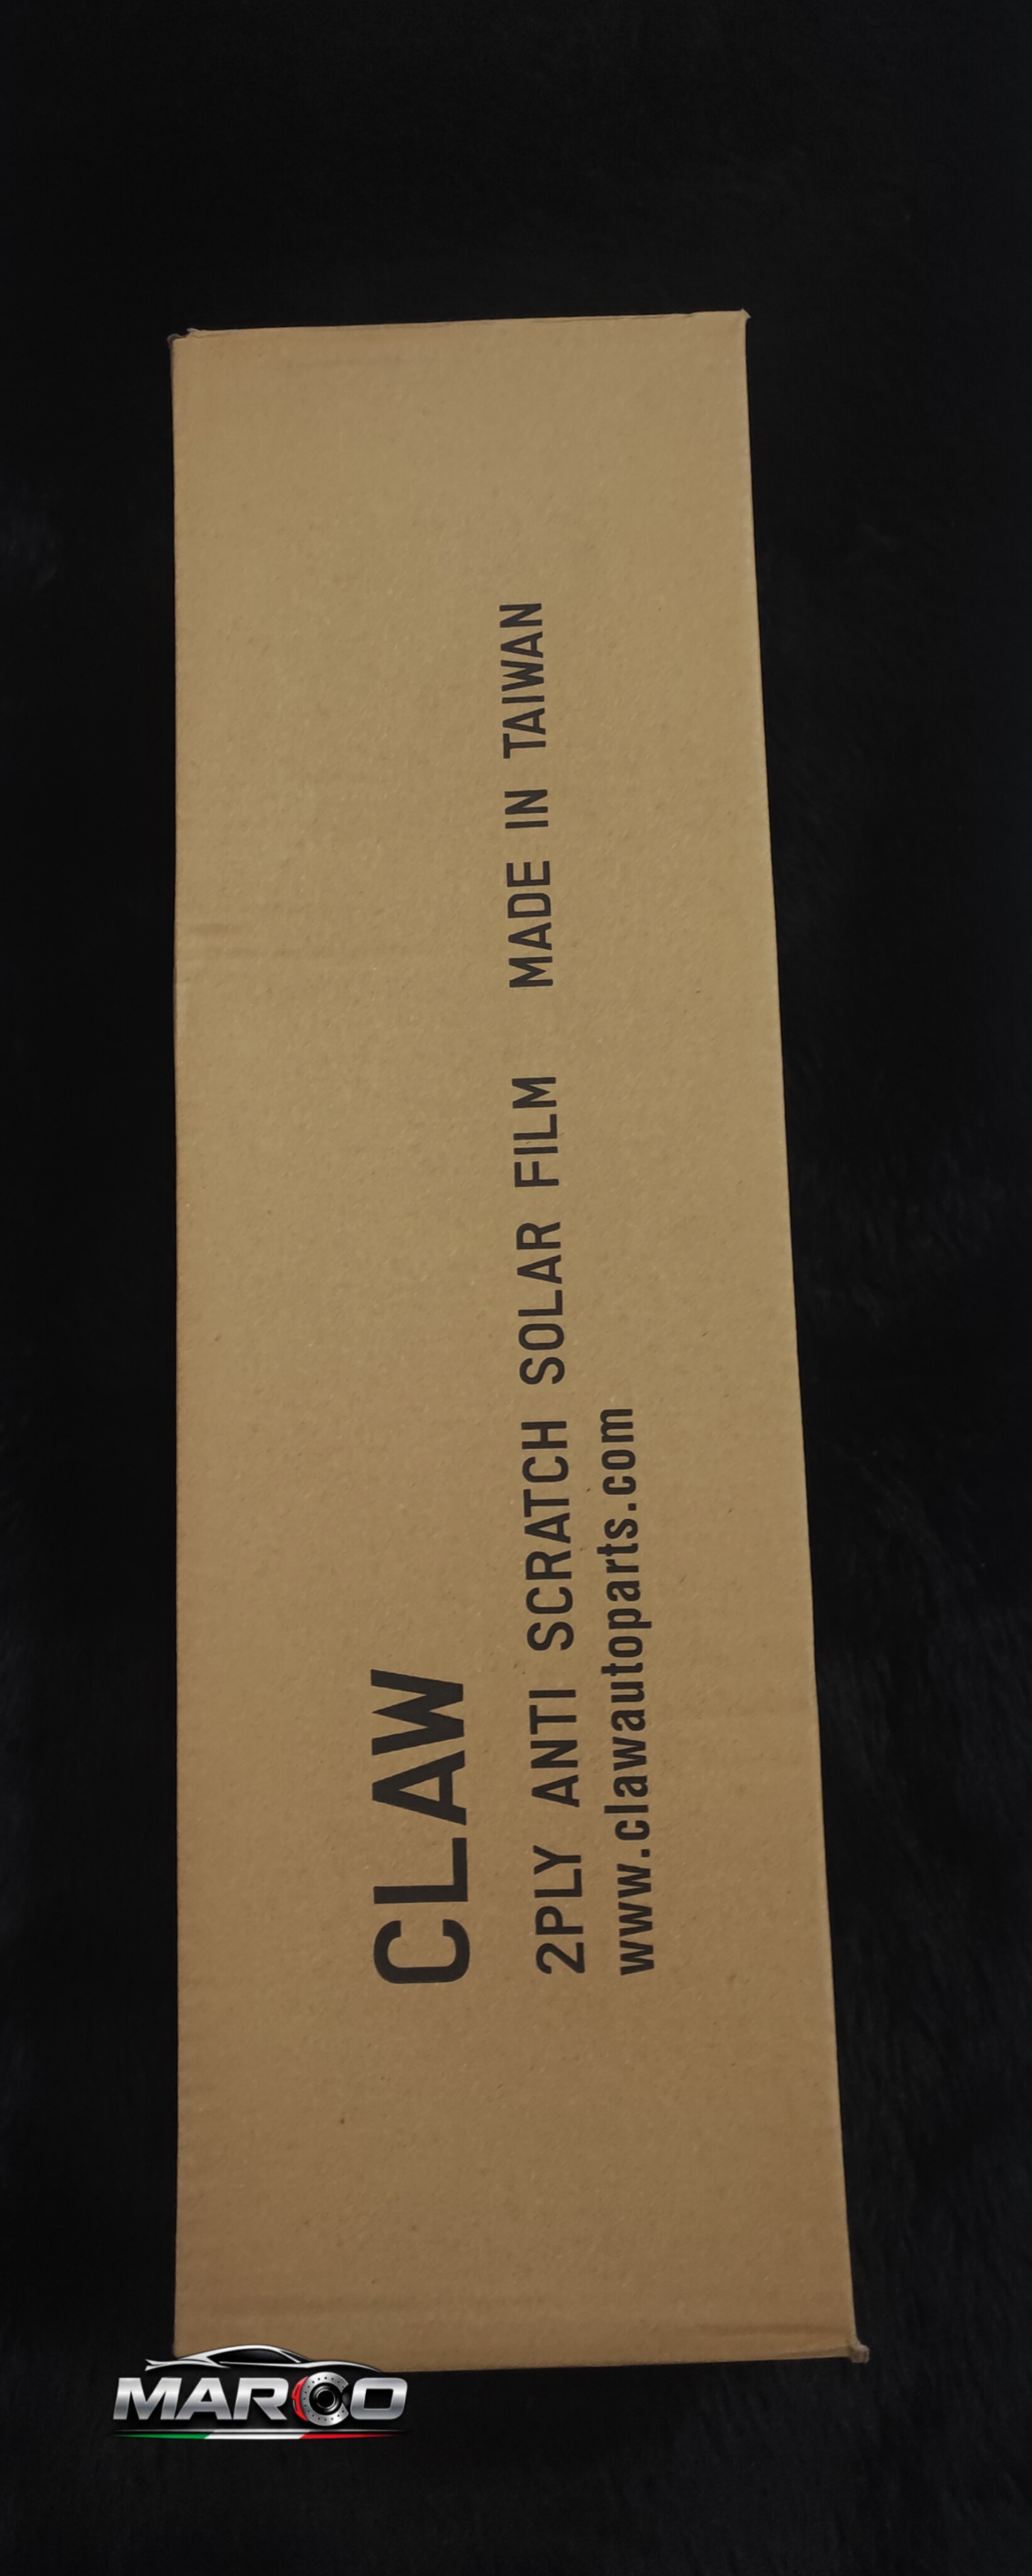 CLAW
2PLY ANTI SCRATCH SOLAR FILM MADE IN TAIWAN
www.clawautoparts.com
MARCO